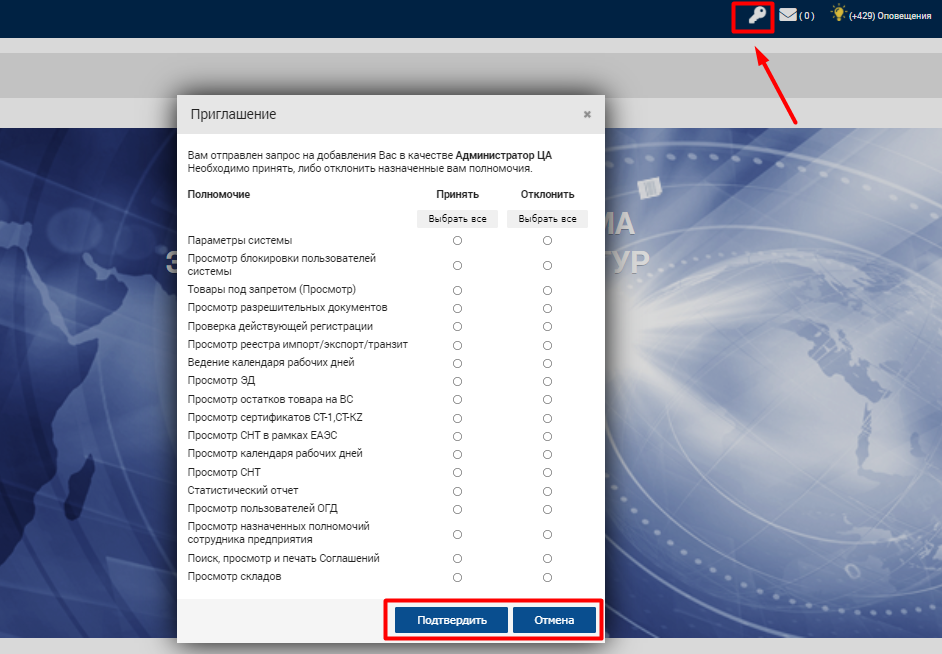 ( 0 )
(+429) Оповещения
Приглашение
Вам отправлен запрос на добавления Вас в качестве Администратор ЦА
Необходимо принять, либо отклонить назначенные вам полномочия.
Полномочие Принять Отклонить
Выбрать все Выбрать все
Параметры системы
Просмотр блокировки пользователей
системы
Товары под запретом (Просмотр)
Просмотр разрешительных документов
Проверка действующей регистрации
Просмотр реестра импорт/экспорт/транзит
Ведение календаря рабочих дней
Просмотр ЭД
Просмотр остатков товара на ВС
Просмотр сертификатов СТ-1,СТ-KZ
Просмотр СНТ в рамках ЕАЭС
Просмотр календаря рабочих дней
Просмотр СНТ
Статистический отчет
Просмотр пользователей ОГД
Просмотр назначенных полномочий
сотрудника предприятия
Поиск, просмотр и печать Соглашений
Просмотр складов
Подтвердить Отмена